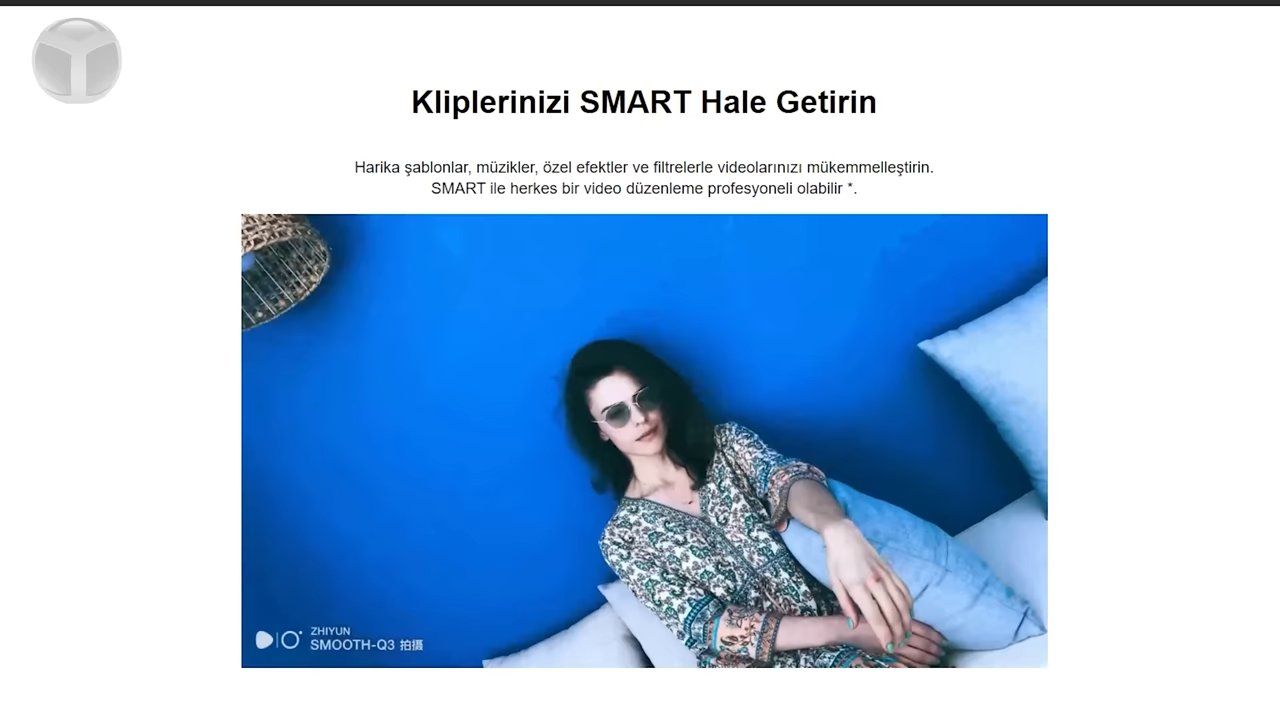 Kliplerinizi SMART Hale Getirin
Harika şablonlar, müzikler, özel efektler ve filtrelerle videolarınızı mükemmelleştirin.
SMART ile herkes bir video düzenleme profesyoneli olabilir *.
ZHIYUN
SMOOTH-Q3 拍摄